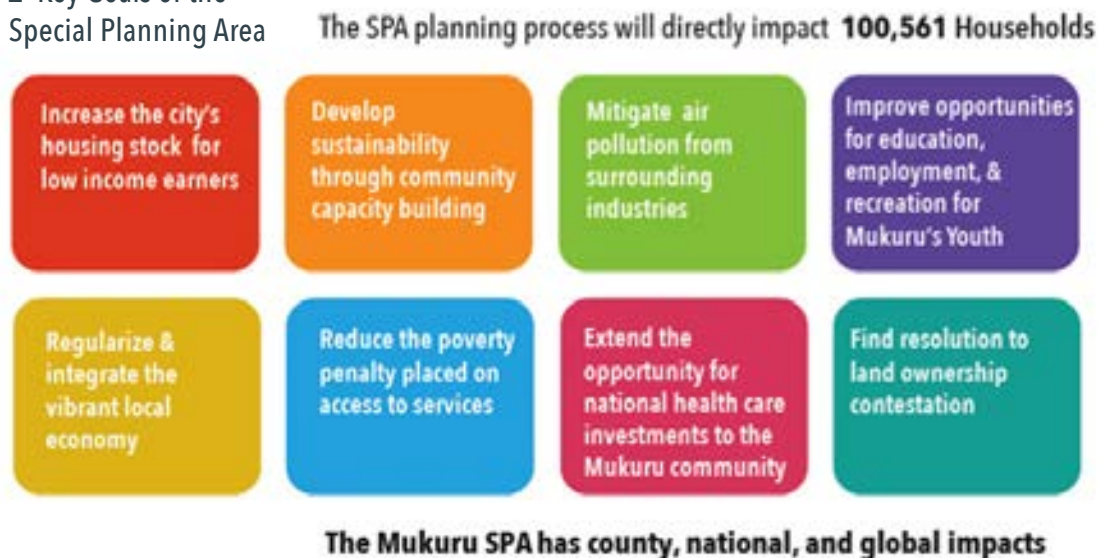 Key Goals of the
Special Planning Area
The SPA planning process will directly impact 100,561 Households
Increase the city's
housing stock for
low income earners
Develop
sustainability
through community
capacity building
Mitigate air
pollution from
surrounding
industries
Improve opportunities
for education,
employment, &
recreation for
Mukuru's Youth
Regularize &
integrate the
vibrant local
economy
Reduce the poverty
penalty placed on
access to services
Extend the
opportunity for
national health care
investments to the
Mukuru community
Find resolution to
land ownership
contestation
The Mukuru SPA has county, national, and global impacts